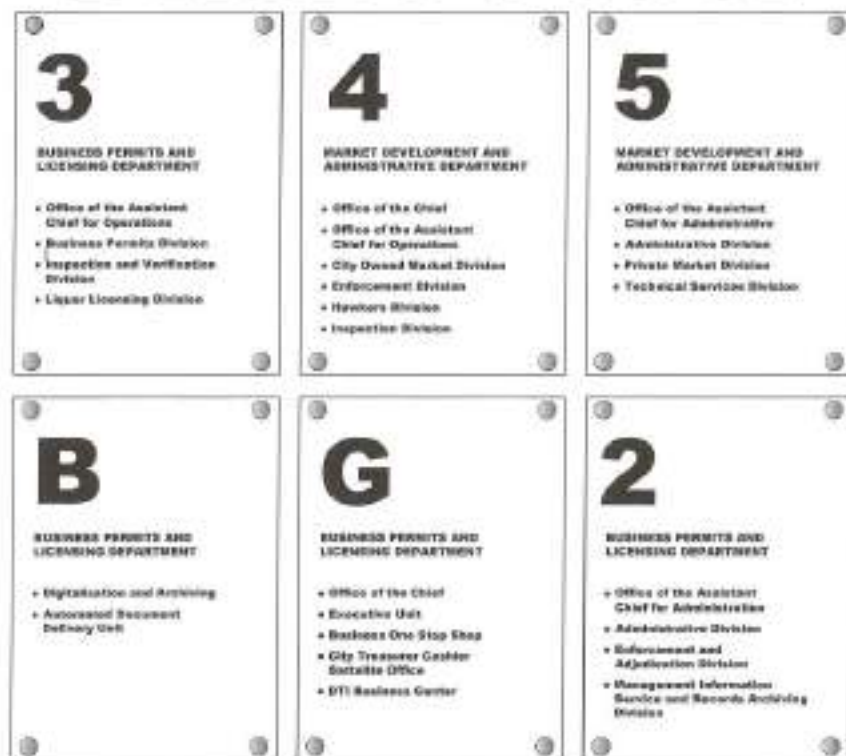 3
BUSINESS PERMITS AND
LICENSING DEPARTMENT
• Office of the Assistant
Chief for Operations
• Business Permits Division
• Inspection and Verification
Division
• Liquor Licensing Division
4
MARKET DEVELOPMENT AND
ADMINISTRATIVE DEPARTMENT
• Office of the Chief
• Office of the Assistant
Chief for Operations
• City Owned Market Division
• Enforcement Division
• Hawkers Division
• Inspection Division
5
MARKET DEVELOPMENT AND
ADMINISTRATIVE DEPARTMENT
• Office of the Assistant
Chief for Administrative
• Administrative Division
• Private Market Division
• Technical Services Division
B
BUSINESS PERMITS AND
LICENSING DEPARTMENT
• Digitalization and Archiving
• Automated Document
Delivery Unit
G
BUSINESS PERMITS AND
LICENSING DEPARTMENT
• Office of the Chief
• Executive Unit
• Business One Stop Shop
• City Treasurer Cashier
Satellite Office
• DTI Business Center
2
BUSINESS PERMITS AND
LICENSING DEPARTMENT
• Office of the Assistant
Chief for Administration
• Administrative Division
• Enforcement and
Adjudication Division
• Management Information
Service and Records Archiving
Division